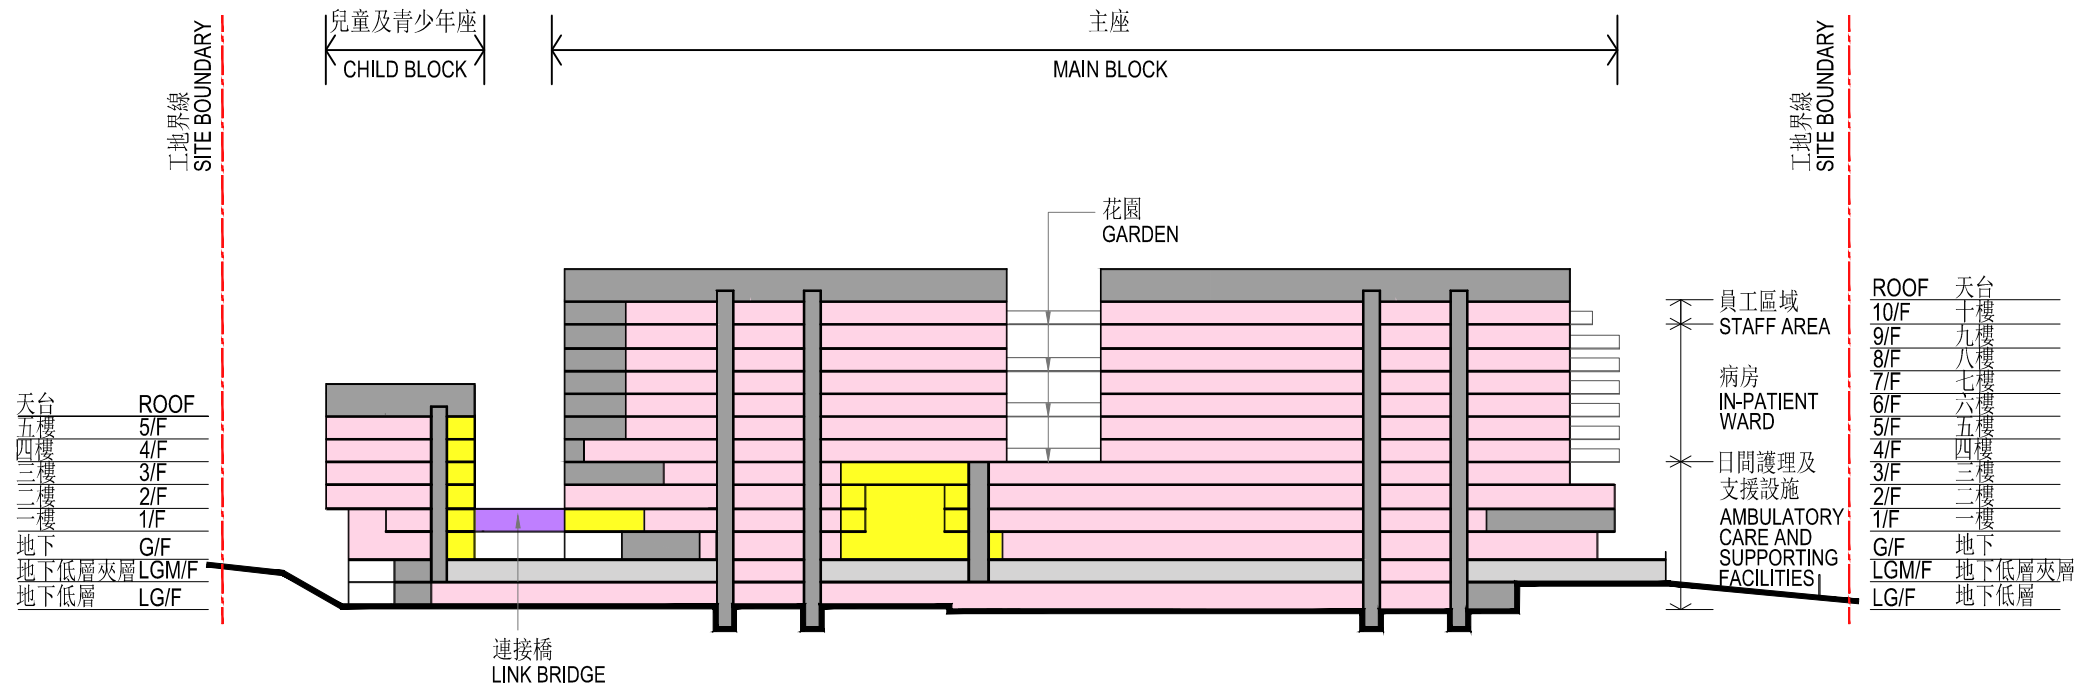 兒童及青少年座
CHILD BLOCK
主座
MAIN BLOCK
工地界線
SITE BOUNDARY
工地界線
SITE BOUNDARY
花園
GARDEN
員工區域
STAFF AREA
病房
IN-PATIENT
WARD
日間護理及
支援設施
AMBULATORY
CARE AND
SUPPORTING
FACILITIES
天台 ROOF
五樓 5/F
四樓 4/F
三樓 3/F
二樓 2/F
一樓 1/F
地下 G/F
地下低層夾層 LGM/F
地下低層 LG/F
ROOF 天台
10/F 十樓
9/F 九樓
8/F 八樓
7/F 七樓
6/F 六樓
5/F 五樓
4/F 四樓
3/F 三樓
2/F 二樓
1/F 一樓
G/F 地下
LGM/F 地下低層夾層
LG/F 地下低層
連接橋
LINK BRIDGE